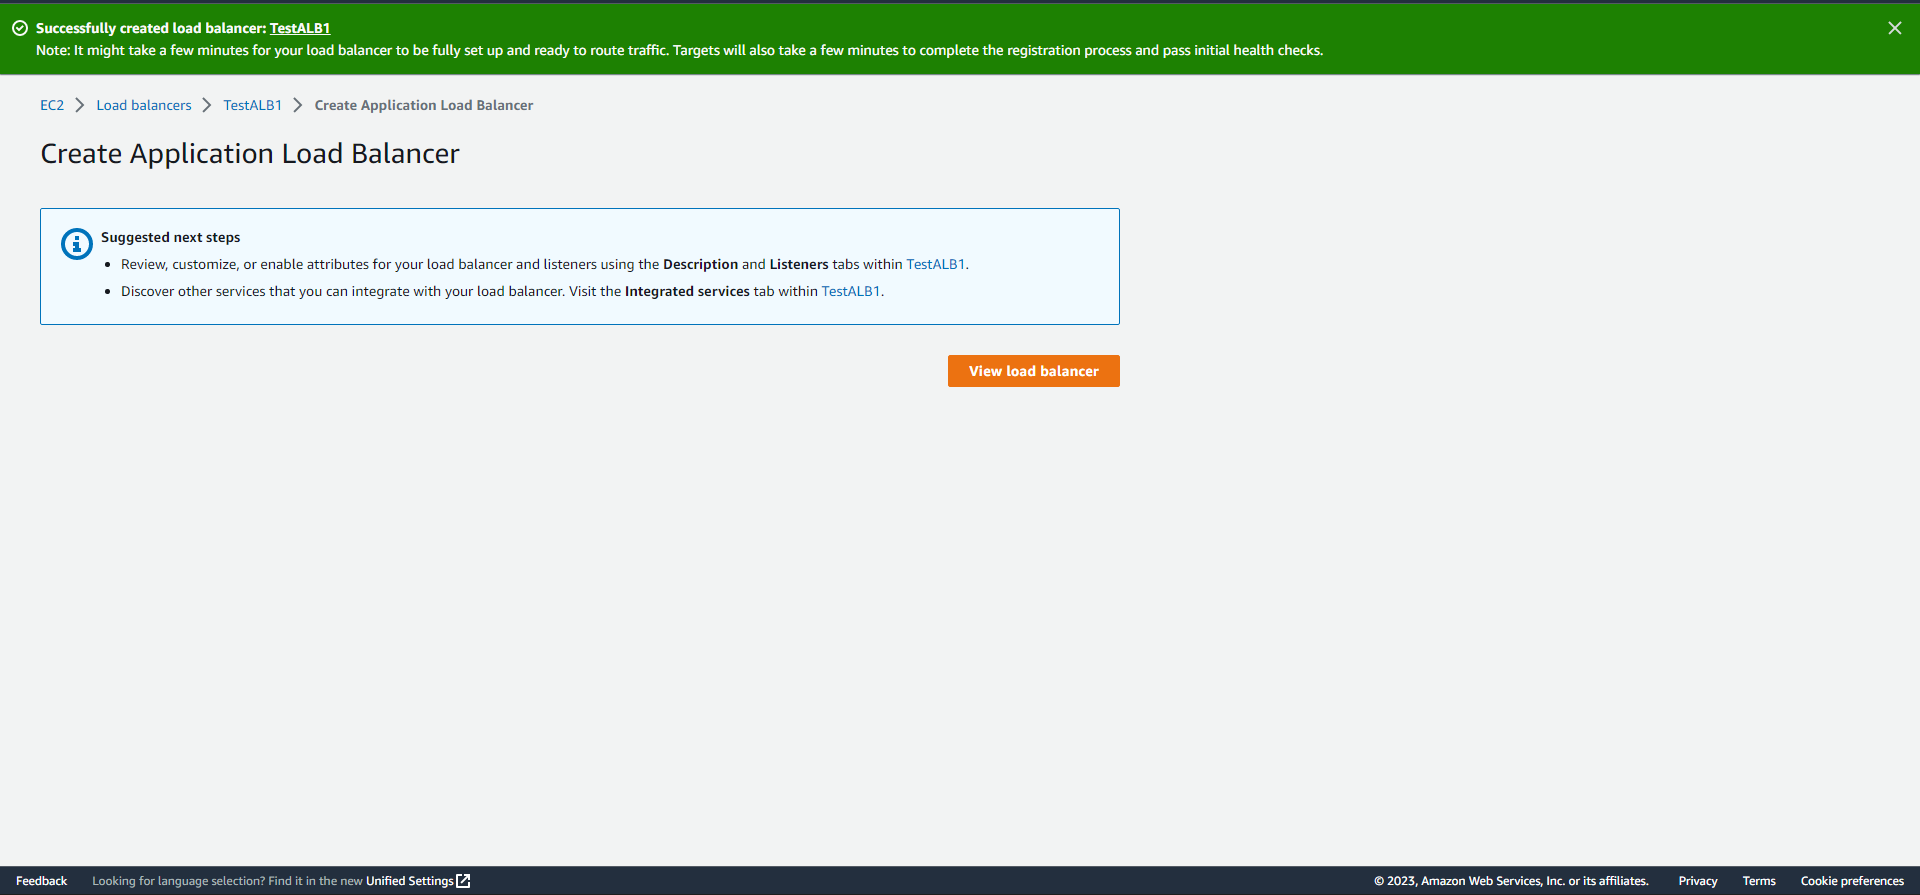 Successfully created load balancer: TestALB1
Note: It might take a few minutes for your load balancer to be fully set up and ready to route traffic. Targets will also take a few minutes to complete the registration process and pass initial health checks.
EC2 Load balancers TestALB1 Create Application Load Balancer
Create Application Load Balancer
Suggested next steps
• Review, customize, or enable attributes for your load balancer and listeners using the Description and Listeners tabs within TestALB1.
• Discover other services that you can integrate with your load balancer. Visit the Integrated services tab within TestALB1.
View load balancer
Feedback Looking for language selection? Find it in the new Unified Settings © 2023, Amazon Web Services, Inc. or its affiliates. Privacy Terms Cookie preferences